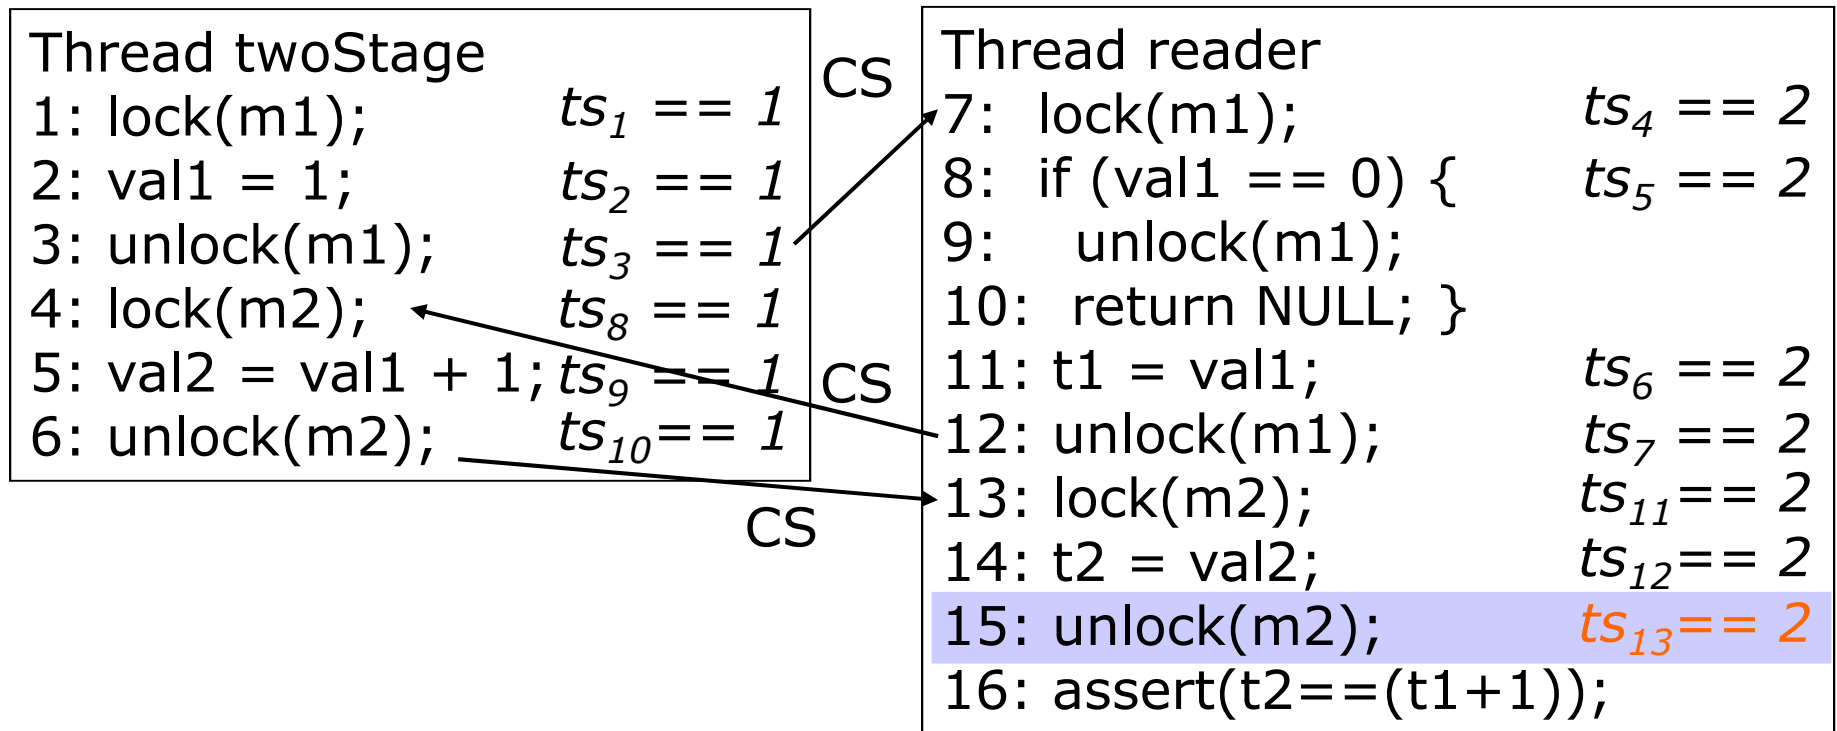 Thread twoStage
1: lock(m1); ts1 == 1
2: val1 = 1; ts2 == 1
3: unlock(m1); ts3 == 1
4: lock(m2); ts8 == 1
5: val2 = val1 + 1; ts9 == 1
6: unlock(m2); ts10== 1
CS
CS
CS
Thread reader
7: lock(m1); ts4 == 2
8: if (val1 == 0) { ts5 == 2
9: unlock(m1);
10: return NULL; }
11: t1 = val1; ts6 == 2
12: unlock(m1); ts7 == 2
13: lock(m2); ts11== 2
14: t2 = val2; ts12== 2
15: unlock(m2); ts13== 2
16: assert(t2==(t1+1));